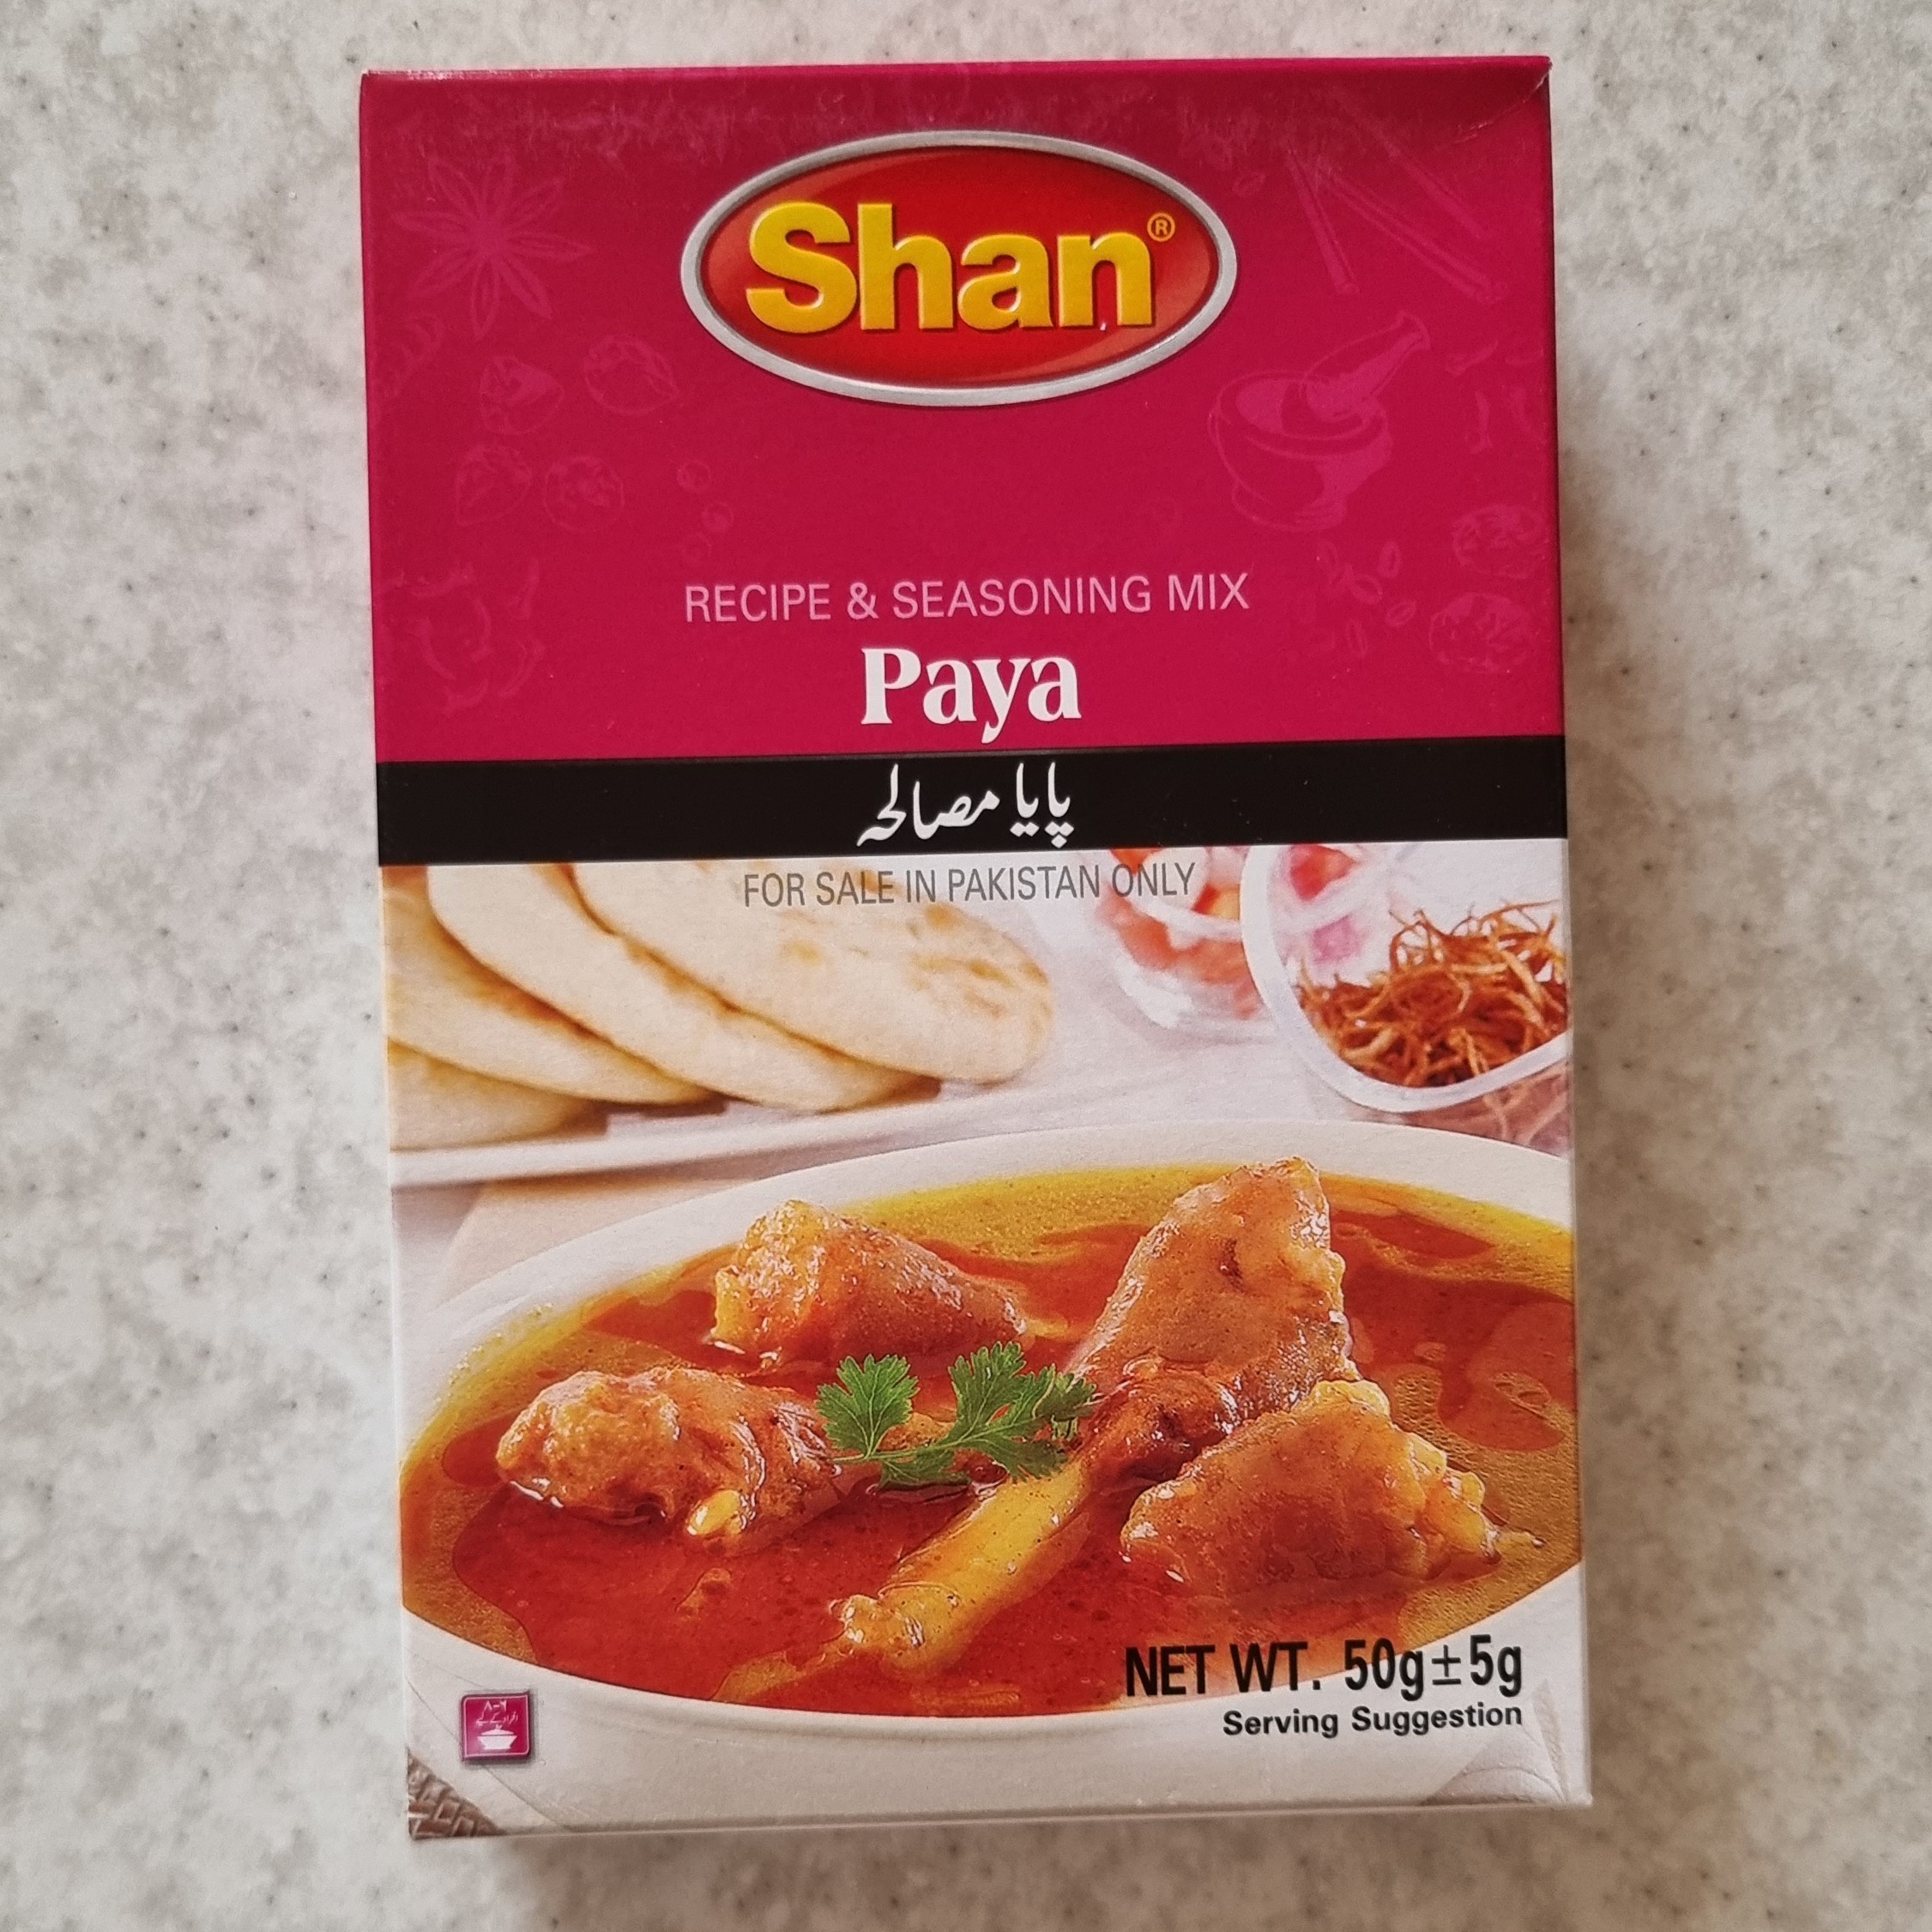 Shan®
RECIPE & SEASONING MIX
Paya
پایا مصالحہ
FOR SALE IN PAKISTAN ONLY
NET WT. 50g±5g
Serving Suggestion